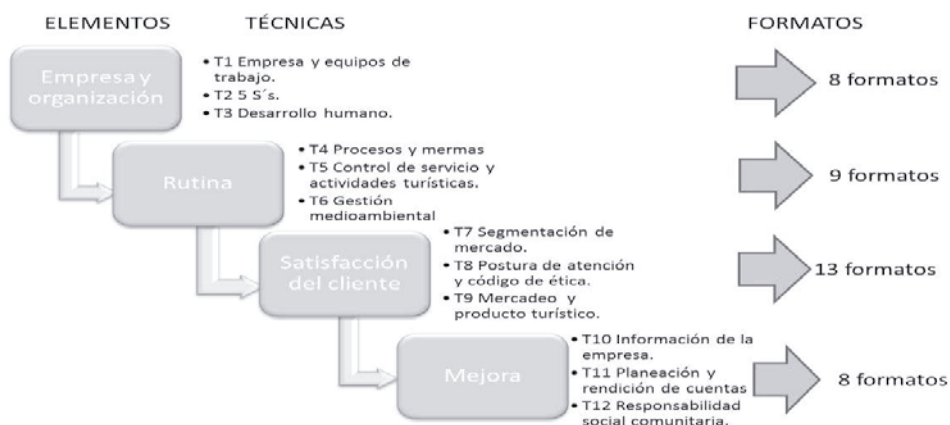 ELEMENTOS
TÉCNICAS
FORMATOS
Empresa y
organización
• T1 Empresa y equipos de
trabajo.
• T2 5 S´s.
• T3 Desarrollo humano.
8 formatos
Rutina
• T4 Procesos y mermas
• T5 Control de servicio y
actividades turísticas.
• T6 Gestión
medioambiental
9 formatos
Satisfacción
del cliente
• T7 Segmentación de
mercado.
• T8 Postura de atención
y código de ética.
• T9 Mercadeo y
producto turístico.
13 formatos
Mejora
• T10 Información de la
empresa.
• T11 Planeación y
rendición de cuentas
• T12 Responsabilidad
social comunitaria.
8 formatos